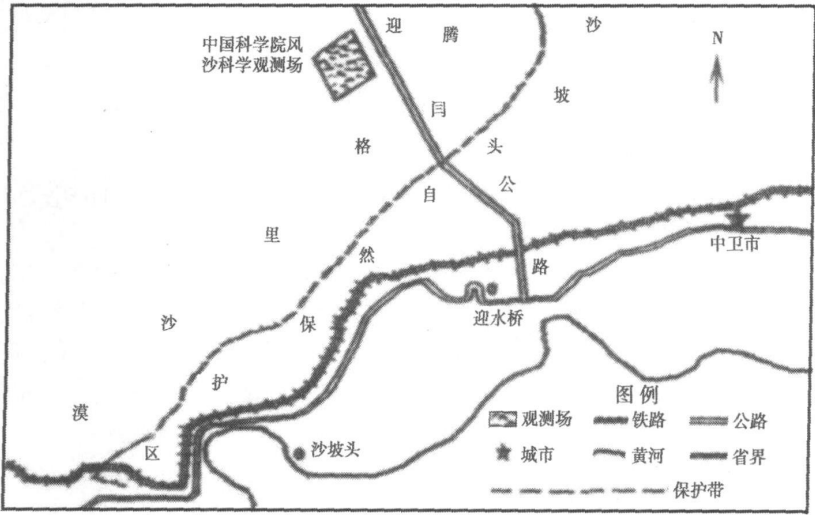 中国科学院风
沙科学观测场
迎闫公路
腾格里沙漠
沙坡头自然保护区
N
中卫市
迎水桥
沙坡头
图例
观测场 铁路 公路
城市 黄河 省界
保护带